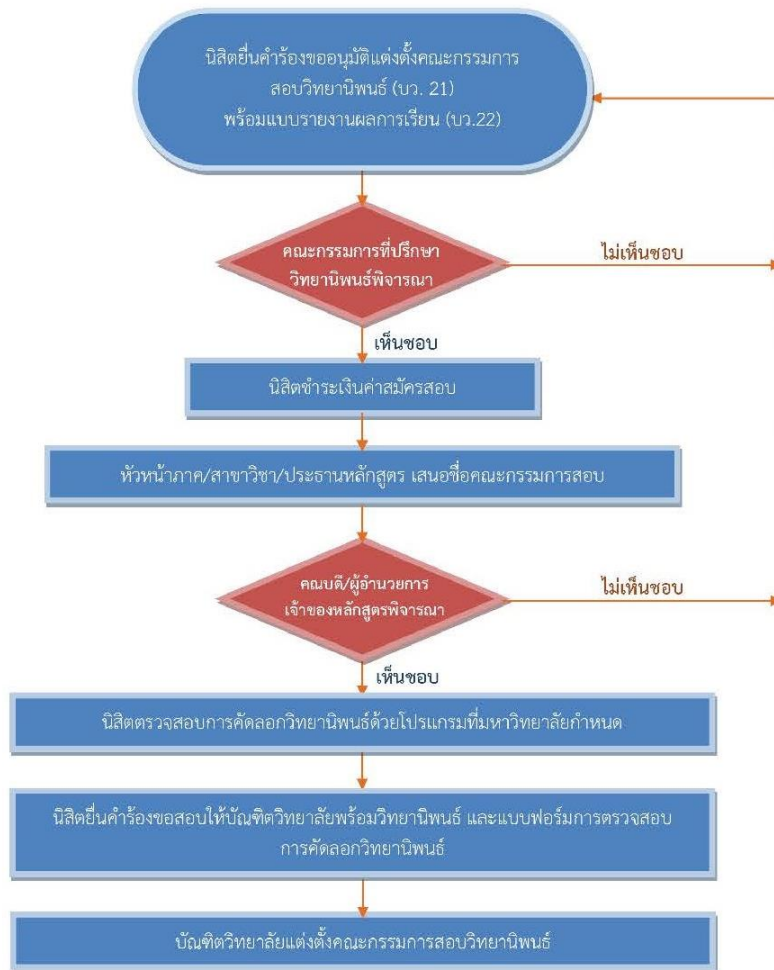 นิสิตยื่นคำร้องขออนุมัติแต่งตั้งคณะกรรมการ
สอบวิทยานิพนธ์ (บว. 21)
พร้อมแบบรายงานผลการเรียน (บว.22)
คณะกรรมการที่ปรึกษา
วิทยานิพนธ์พิจารณา
ไม่เห็นชอบ
เห็นชอบ
นิสิตชำระเงินค่าสมัครสอบ
หัวหน้าภาค/สาขาวิชา/ประธานหลักสูตร เสนอชื่อคณะกรรมการสอบ
คณบดี/ผู้อำนวยการ
เจ้าของหลักสูตรพิจารณา
ไม่เห็นชอบ
เห็นชอบ
นิสิตตรวจสอบการคัดลอกวิทยานิพนธ์ด้วยโปรแกรมที่มหาวิทยาลัยกำหนด
นิสิตยื่นคำร้องขอสอบให้บัณฑิตวิทยาลัยพร้อมวิทยานิพนธ์ และแบบฟอร์มการตรวจสอบ
การคัดลอกวิทยานิพนธ์
บัณฑิตวิทยาลัยแต่งตั้งคณะกรรมการสอบวิทยานิพนธ์